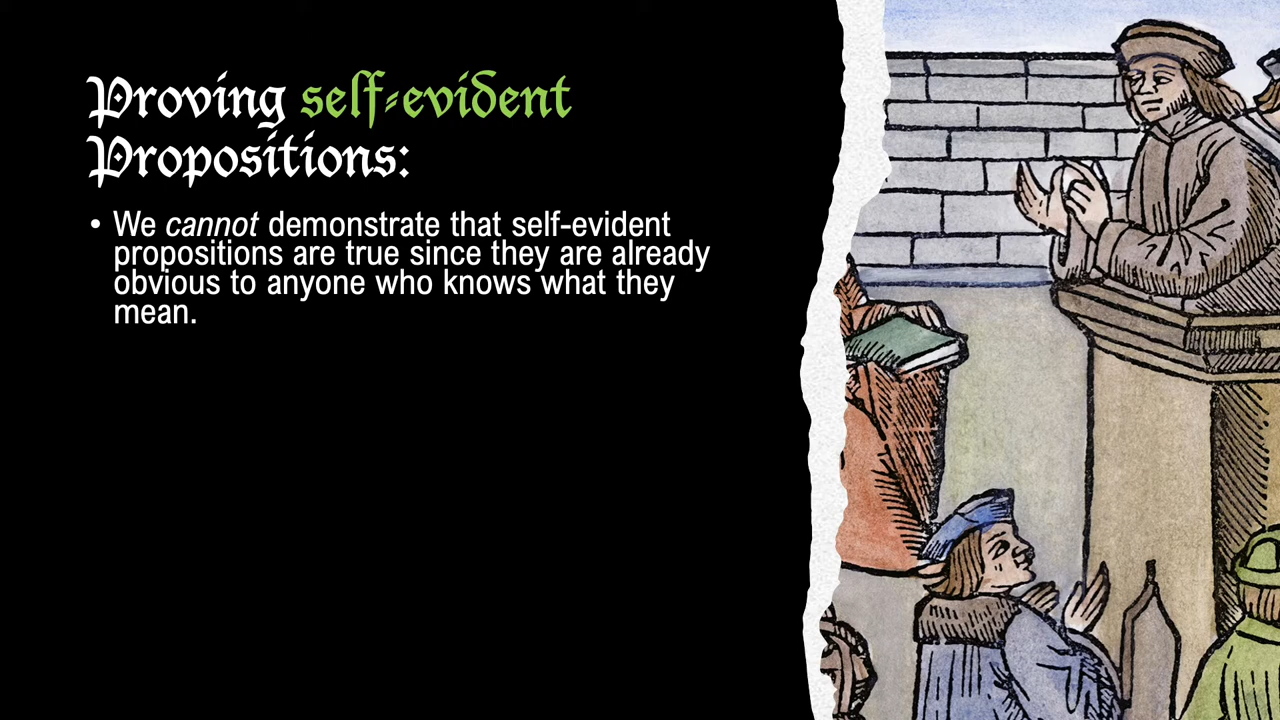 Proving self-evident
Propositions:
• We cannot demonstrate that self-evident
propositions are true since they are already
obvious to anyone who knows what they
mean.